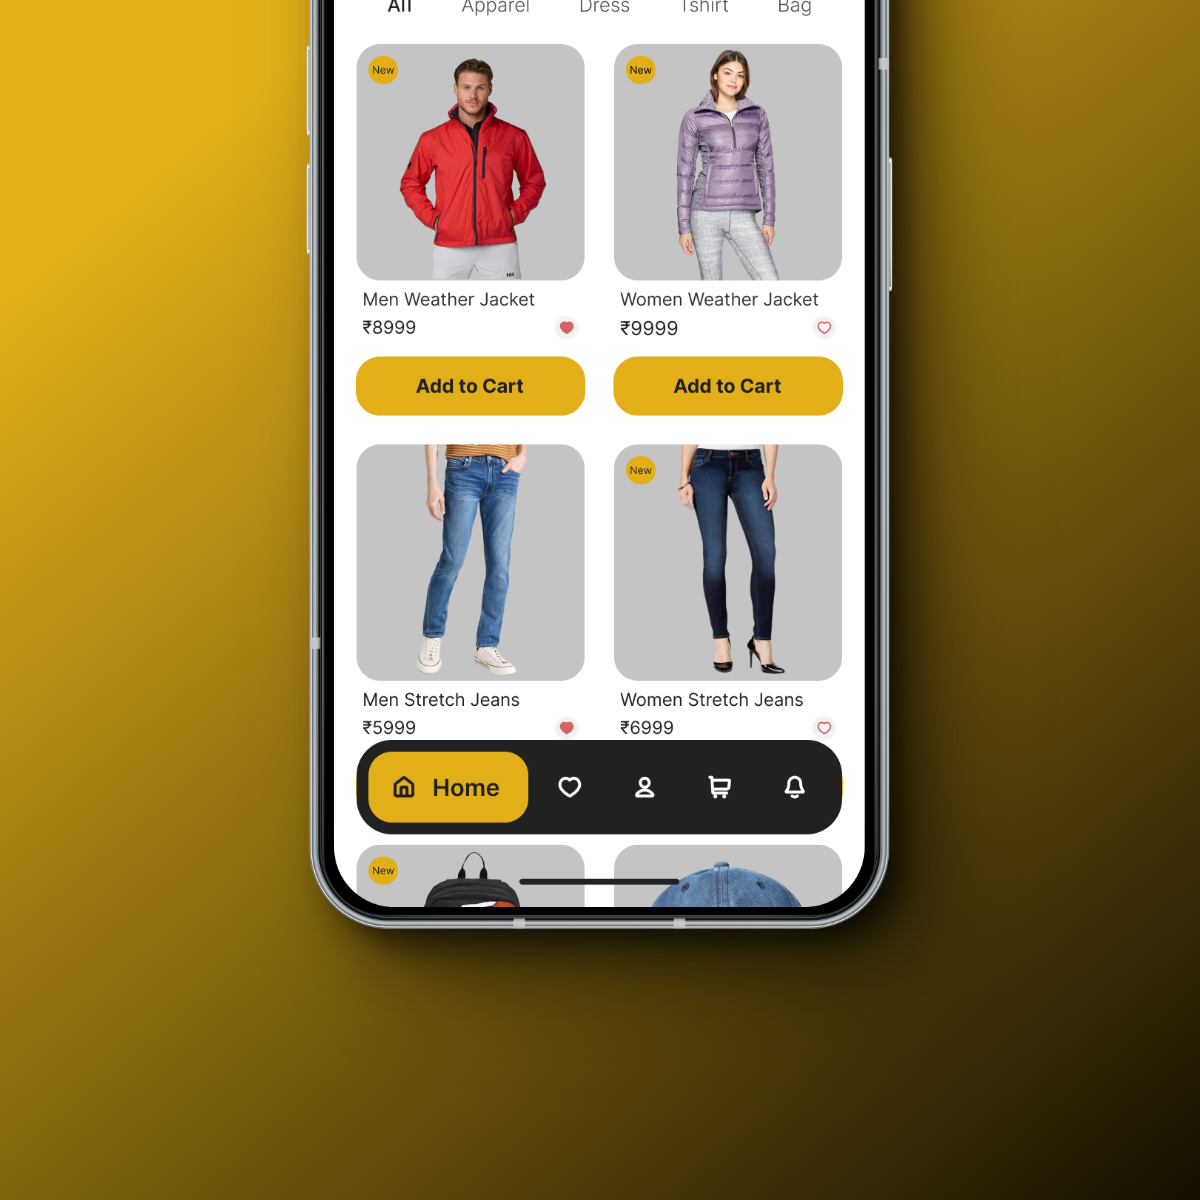 All Apparel Dress Tshirt Bag
New
New
HH
Men Weather Jacket
Women Weather Jacket
₹8999
₹9999
Add to Cart
Add to Cart
New
Men Stretch Jeans
Women Stretch Jeans
₹5999
₹6999
Home
New